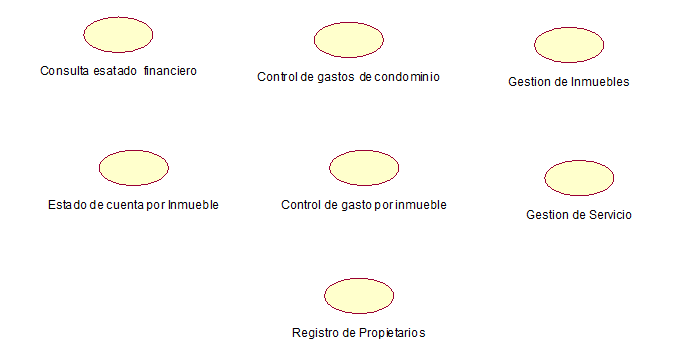 Consulta esatado financiero
Control de gastos de condominio
Gestion de Inmuebles
Estado de cuenta por Inmueble
Control de gasto por inmueble
Gestion de Servicio
Registro de Propietarios